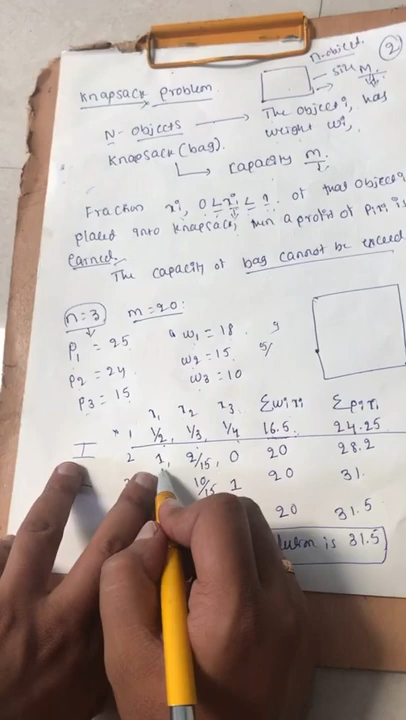 n-object
②
Knapsack problem
size M
N-Objects → The object i, has
weight wi,
Knapsack (bag).
→ Capacity m
Fraction xi, 0 ≤ xi ≤ 1. of that object i,
placed into knapsack, then a profit of pixi is
earned.
The capacity of bag cannot be exceed
n=3 m=20:
P1 = 25 w1 = 18
P2 = 24 w2 = 15 5/
P3 = 15 w3 = 10
x1 x2 x3 Σwixi Σpixi
* 1 1/2, 1/3, 1/4 16.5 24.25
I 2 1, 2/15, 0 20 28.2
10/15 1 20 31.
20 31.5
is 31.5